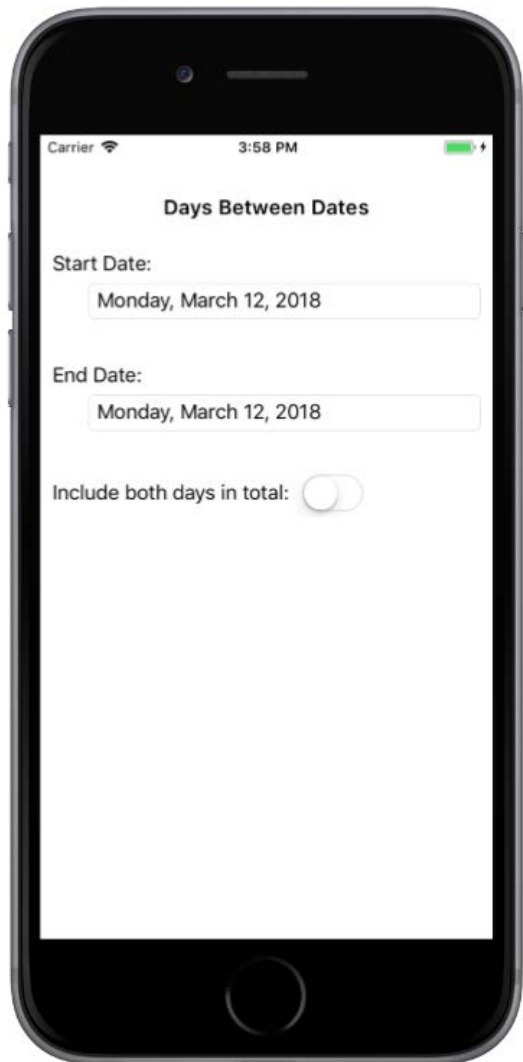 Carrier 3:58 PM
Days Between Dates
Start Date:
Monday, March 12, 2018
End Date:
Monday, March 12, 2018
Include both days in total: